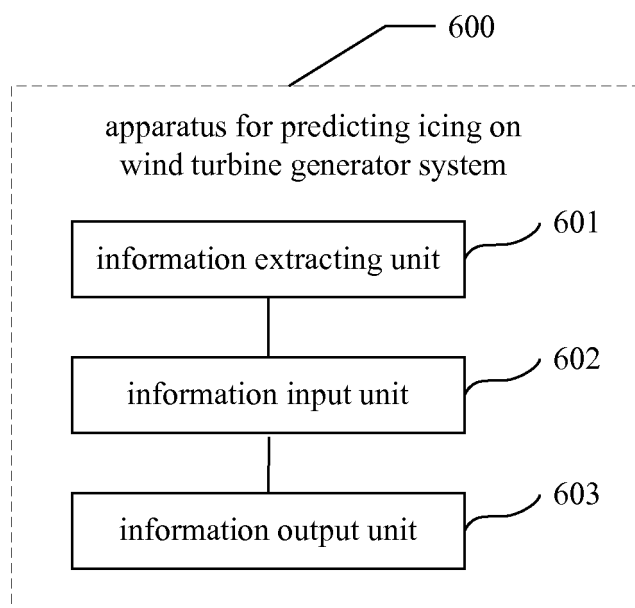 600
apparatus for predicting icing on
wind turbine generator system
601
information extracting unit
602
information input unit
603
information output unit